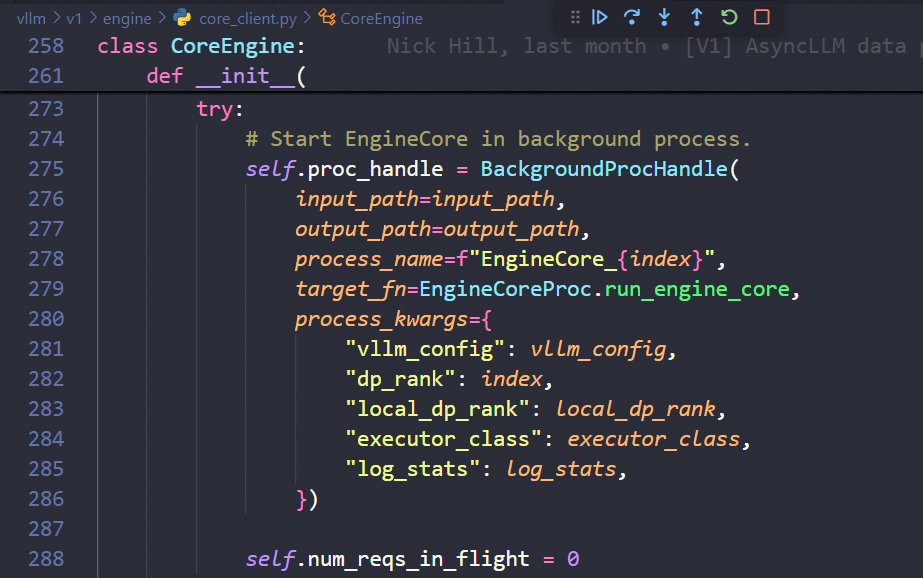 vllm > v1 > engine > core_client.py > CoreEngine
258 class CoreEngine: Nick Hill, last month • [V1] AsyncLLM data
261 def __init__(
273 try:
274 # Start EngineCore in background process.
275 self.proc_handle = BackgroundProcHandle(
276 input_path=input_path,
277 output_path=output_path,
278 process_name=f"EngineCore_{index}",
279 target_fn=EngineCoreProc.run_engine_core,
280 process_kwargs={
281 "vllm_config": vllm_config,
282 "dp_rank": index,
283 "local_dp_rank": local_dp_rank,
284 "executor_class": executor_class,
285 "log_stats": log_stats,
286 })
287
288 self.num_reqs_in_flight = 0